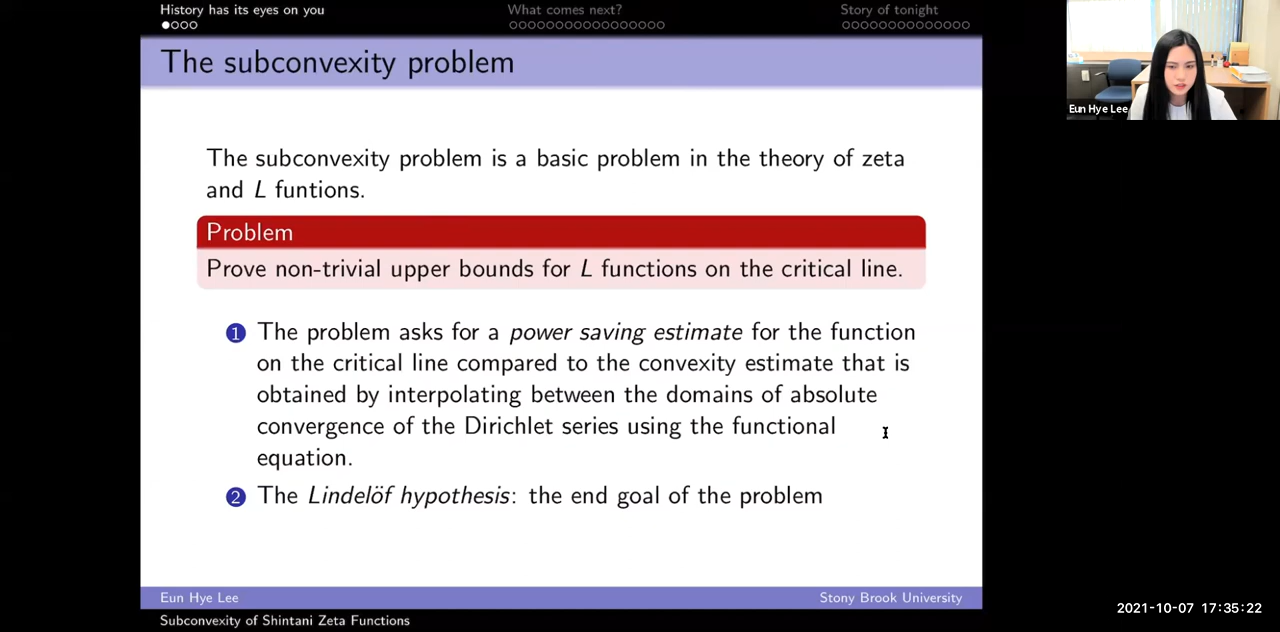 History has its eyes on you
What comes next?
Story of tonight
The subconvexity problem
Eun Hye Lee
The subconvexity problem is a basic problem in the theory of zeta
and L funtions.
Problem
Prove non-trivial upper bounds for L functions on the critical line.
1 The problem asks for a power saving estimate for the function
on the critical line compared to the convexity estimate that is
obtained by interpolating between the domains of absolute
convergence of the Dirichlet series using the functional
equation.
2 The Lindelöf hypothesis: the end goal of the problem
Eun Hye Lee
Stony Brook University
Subconvexity of Shintani Zeta Functions
2021-10-07 17:35:22